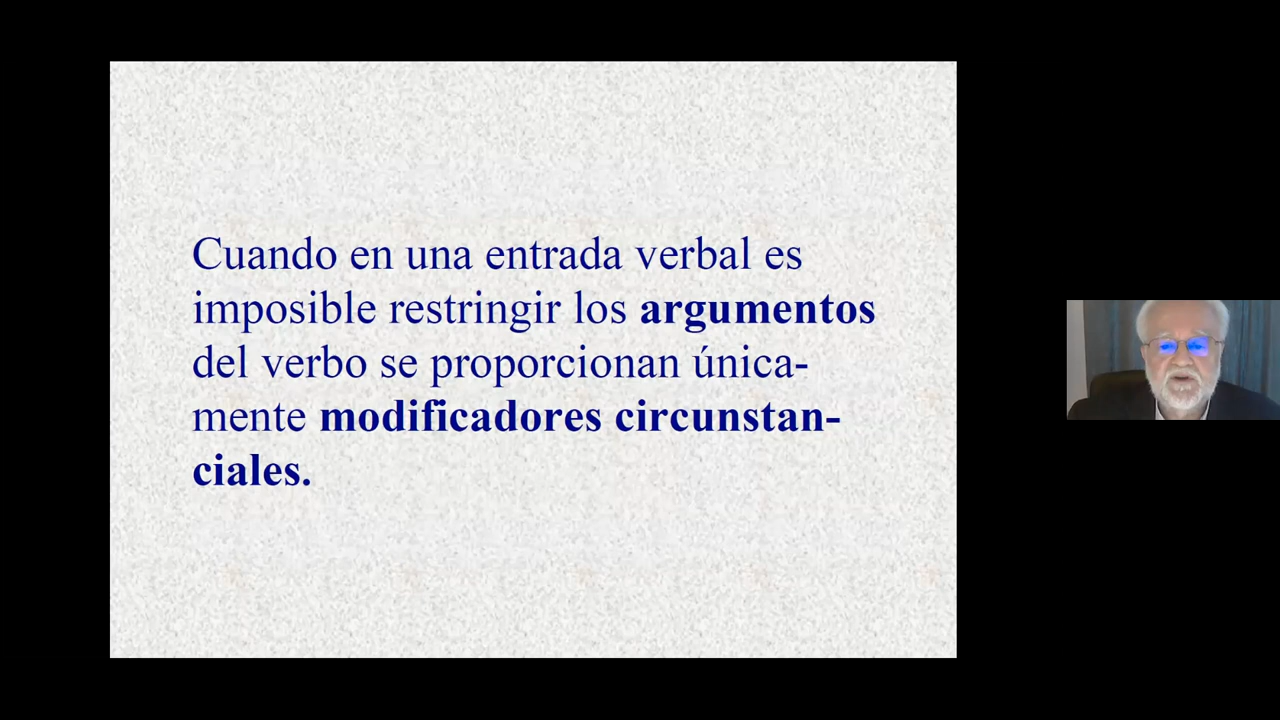 Cuando en una entrada verbal es
imposible restringir los argumentos
del verbo se proporcionan única-
mente modificadores circunstan-
ciales.